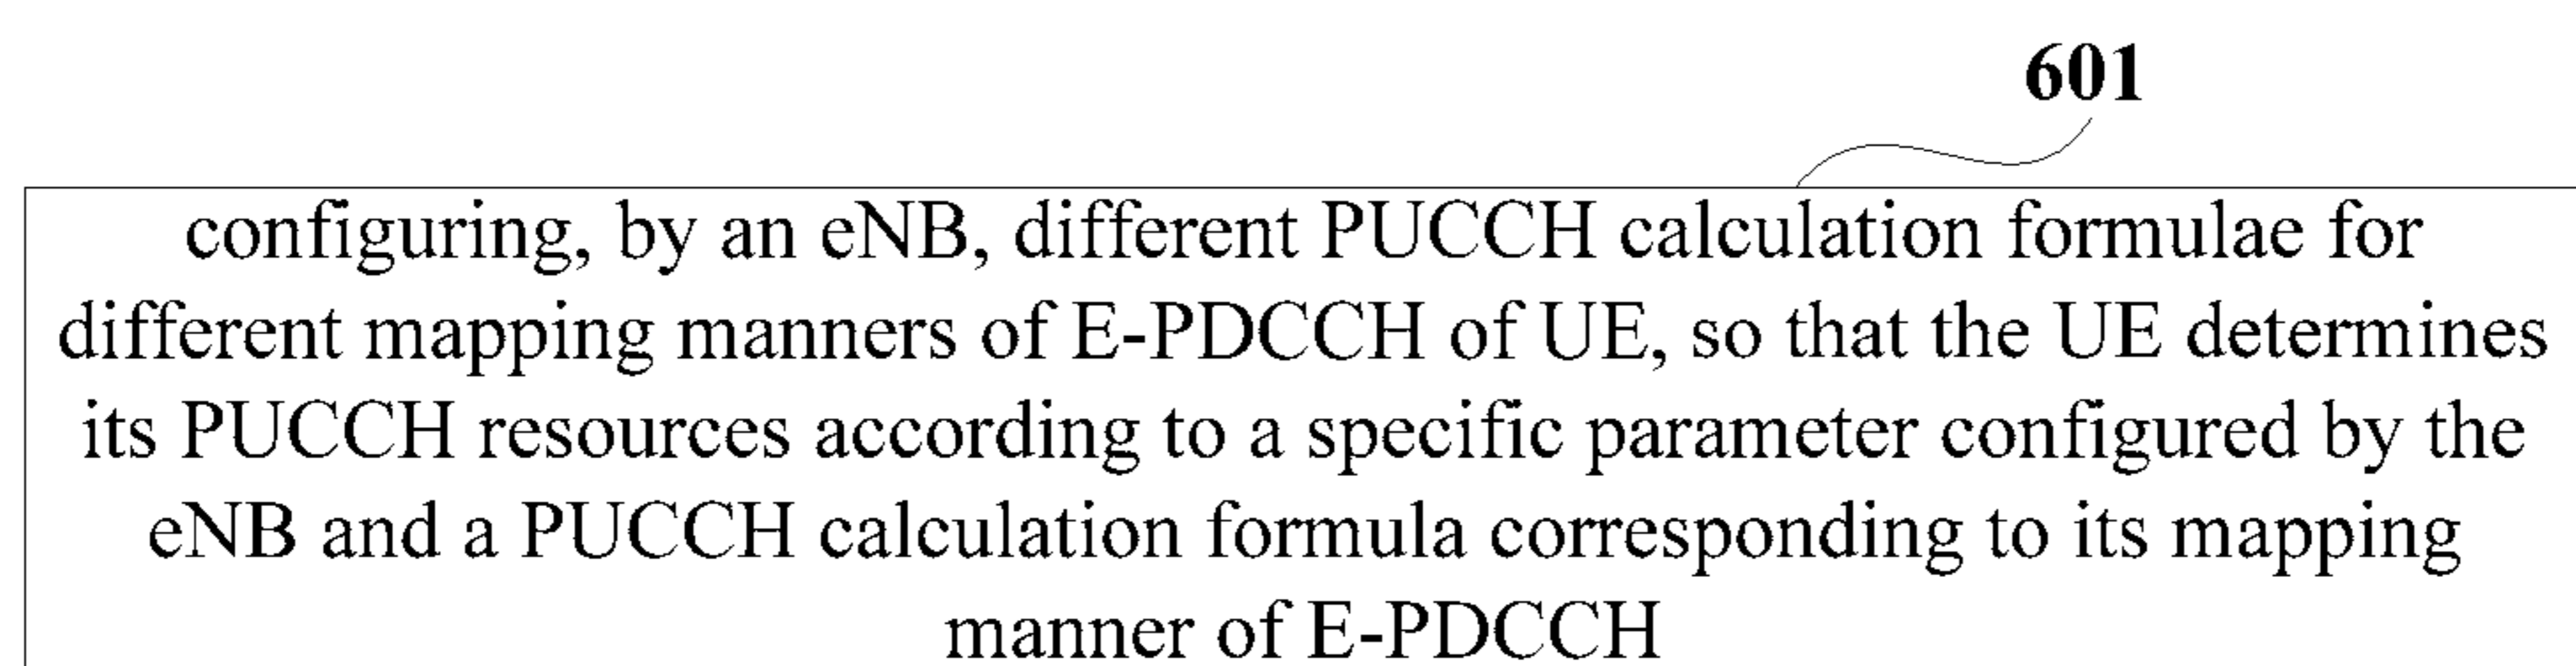 601
configuring, by an eNB, different PUCCH calculation formulae for
different mapping manners of E-PDCCH of UE, so that the UE determines
its PUCCH resources according to a specific parameter configured by the
eNB and a PUCCH calculation formula corresponding to its mapping
manner of E-PDCCH